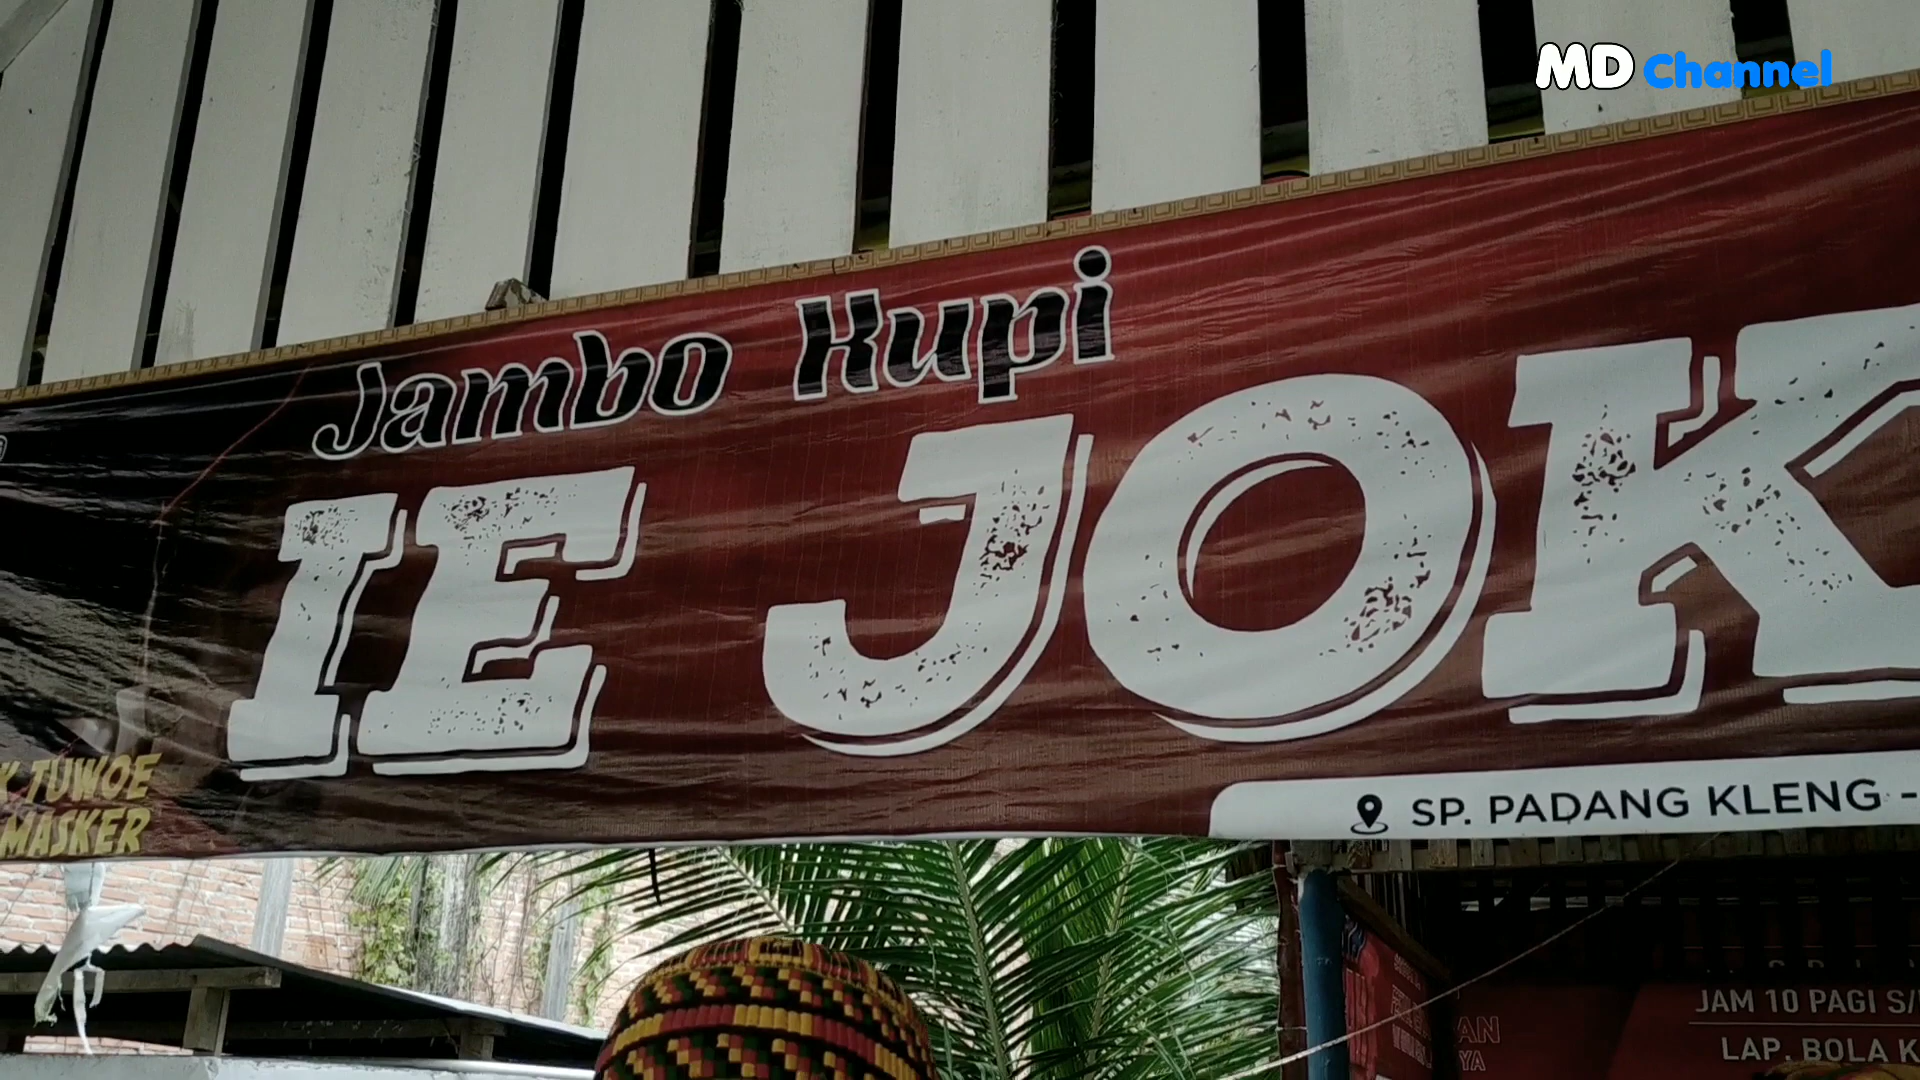 MD Channel
Jambo Kupi
IE JOK
TUWOE
MASKER
SP. PADANG KLENG -
JAM 10 PAGI
LAP. BOLA